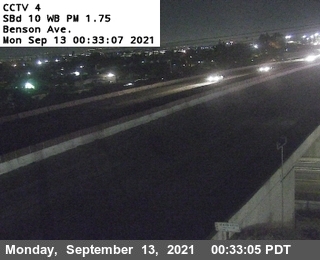 CCTV 4
SBd 10 WB PM 1.75
Benson Ave.
Mon Sep 13 00:33:07 2021
Monday, September 13, 2021 00:33:05 PDT